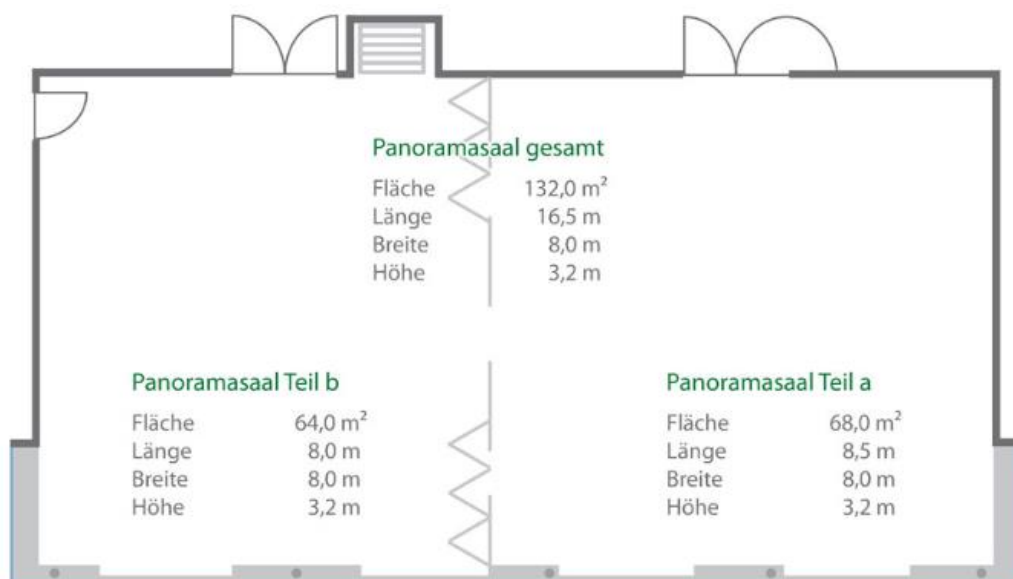 Panoramasaal gesamt
Fläche 132,0 m²
Länge 16,5 m
Breite 8,0 m
Höhe 3,2 m
Panoramasaal Teil b
Fläche 64,0 m²
Länge 8,0 m
Breite 8,0 m
Höhe 3,2 m
Panoramasaal Teil a
Fläche 68,0 m²
Länge 8,5 m
Breite 8,0 m
Höhe 3,2 m